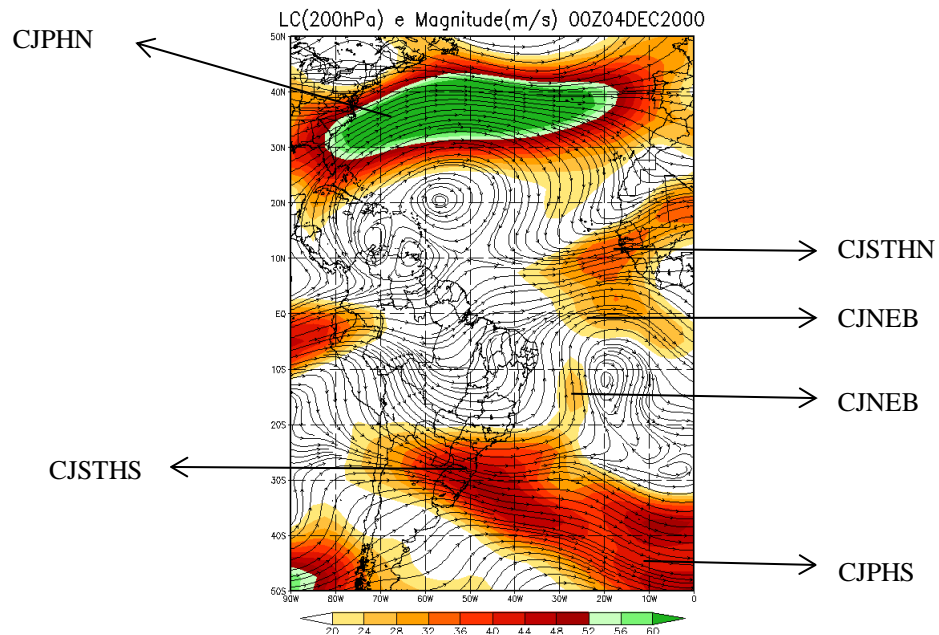 LC(200hPa) e Magnitude(m/s) 00Z04DEC2000
CJPHN
50N
40N
30N
20N
10N
EQ
10S
20S
30S
40S
50S
CJSTHN
CJNEB
CJNEB
CJSTHS
CJPHS
90W 80W 70W 60W 50W 40W 30W 20W 10W 0
20 24 28 32 36 40 44 48 52 56 60